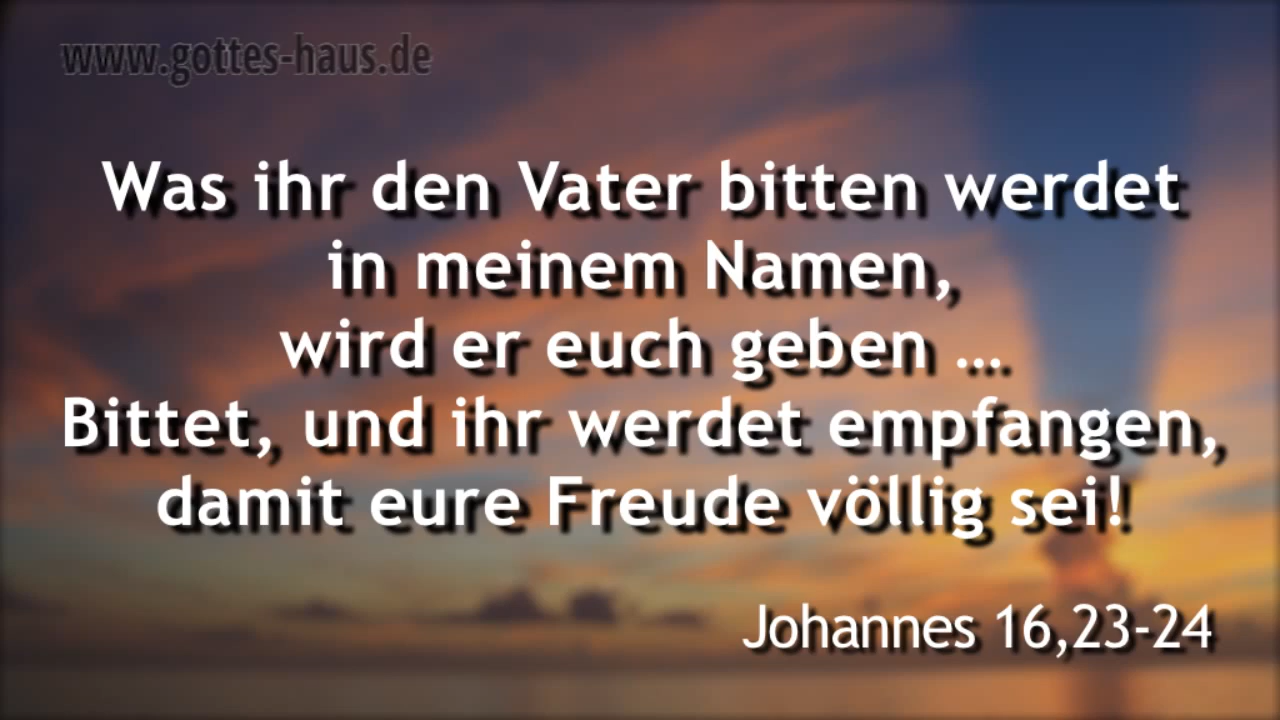 www.gottes-haus.de
Was ihr den Vater bitten werdet
in meinem Namen,
wird er euch geben ...
Bittet, und ihr werdet empfangen,
damit eure Freude völlig sei!
Johannes 16,23-24